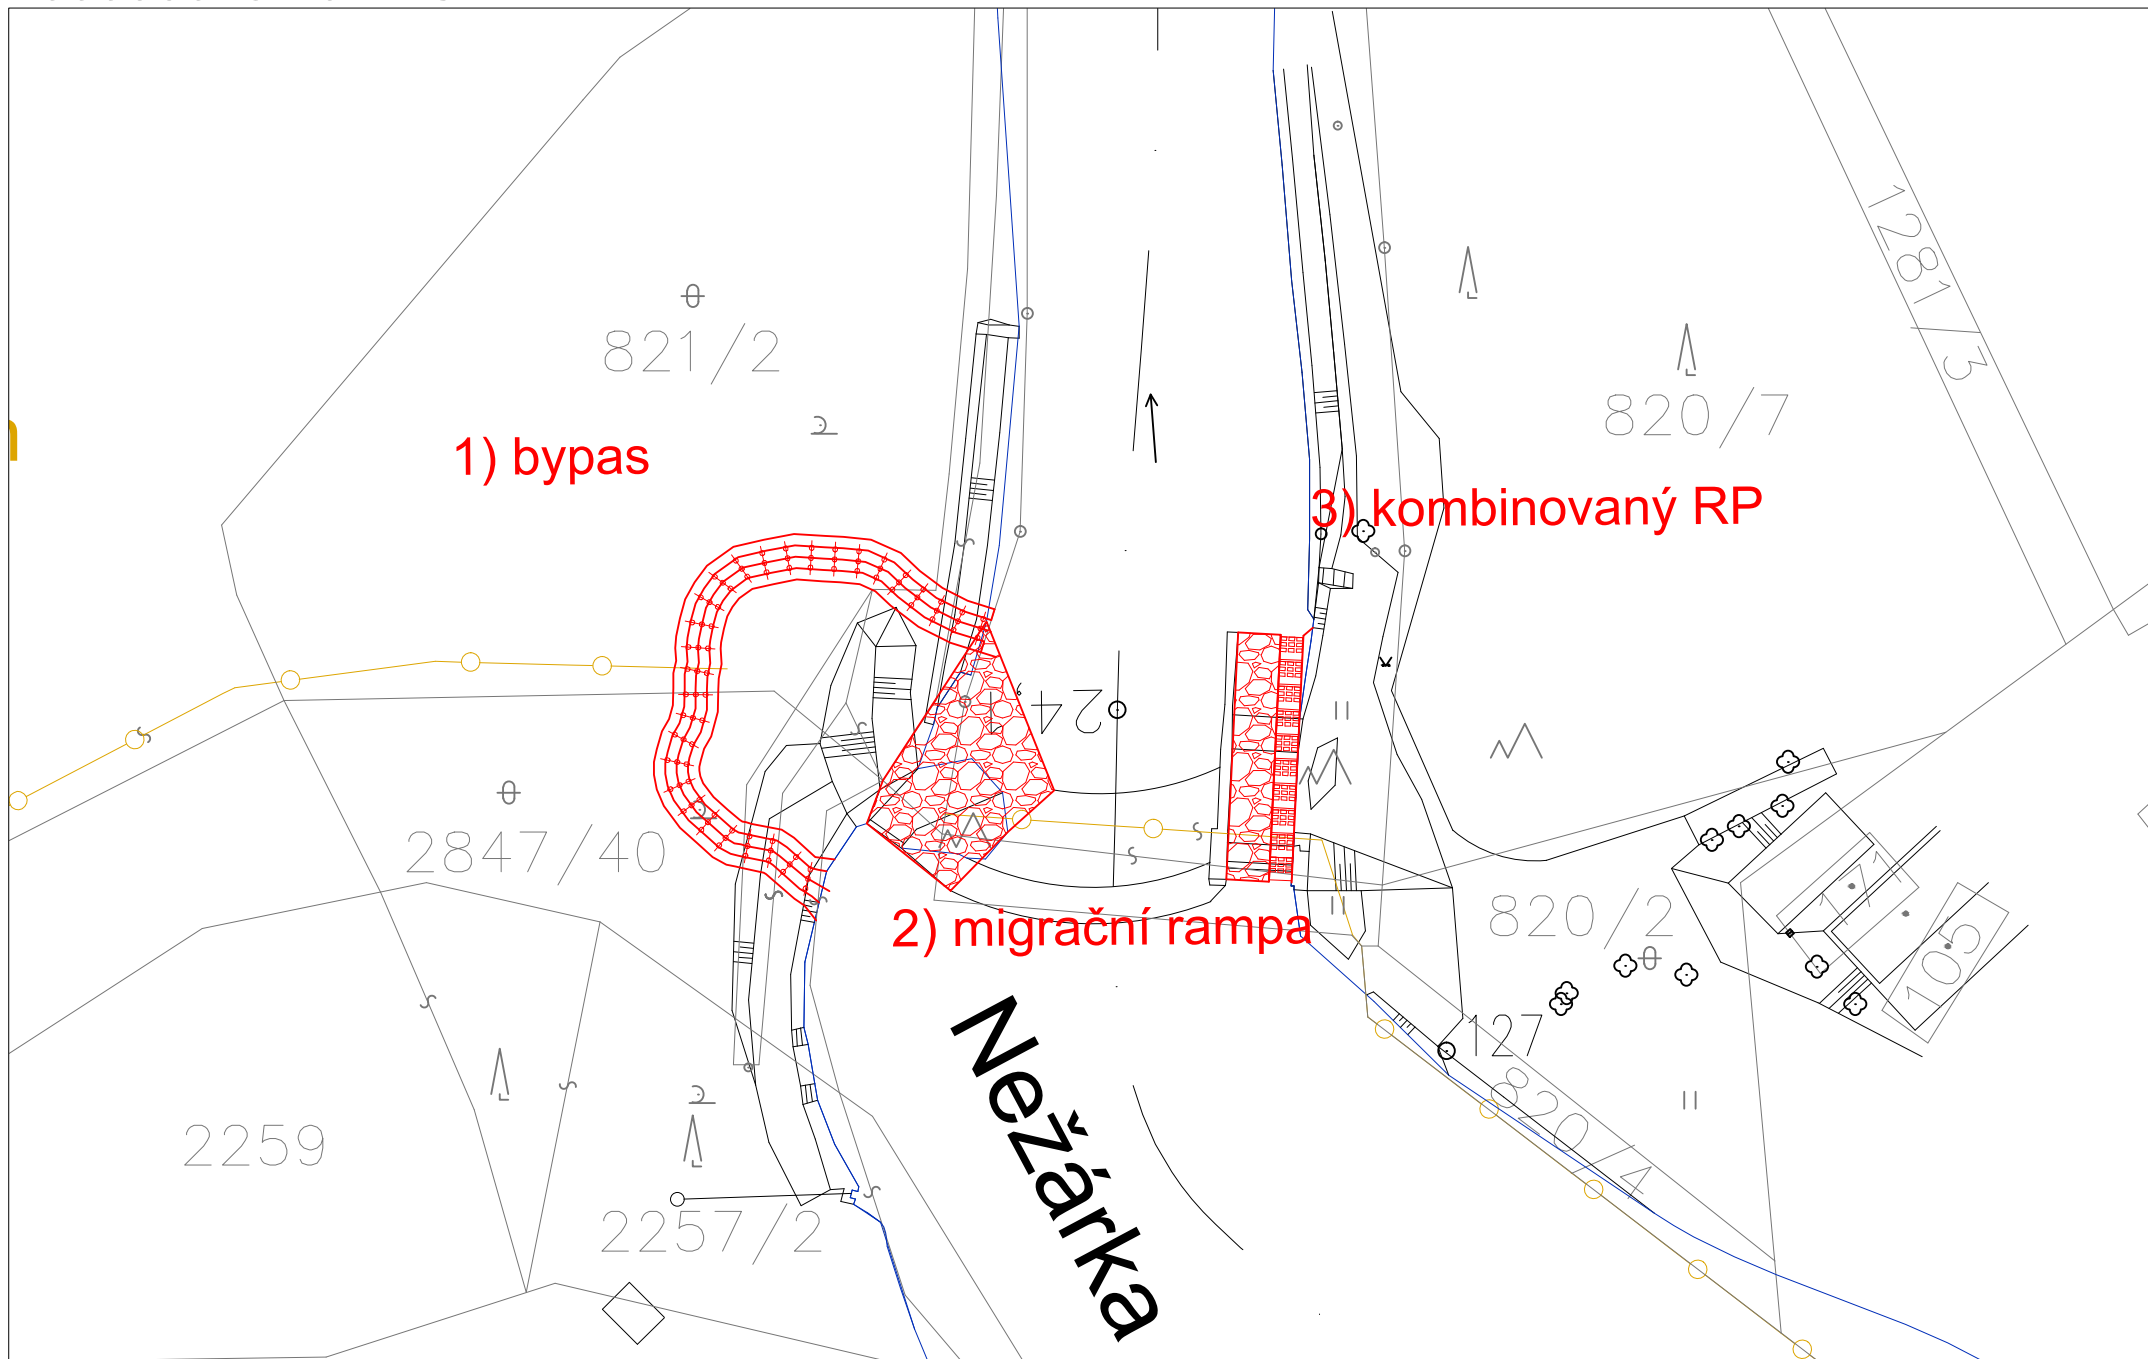 1281/3
821/2
820/7
1) bypas
3) kombinovaný RP
2847/40
820/2
2) migrační rampa
105
127
Nežárka
820/4
2259
2257/2